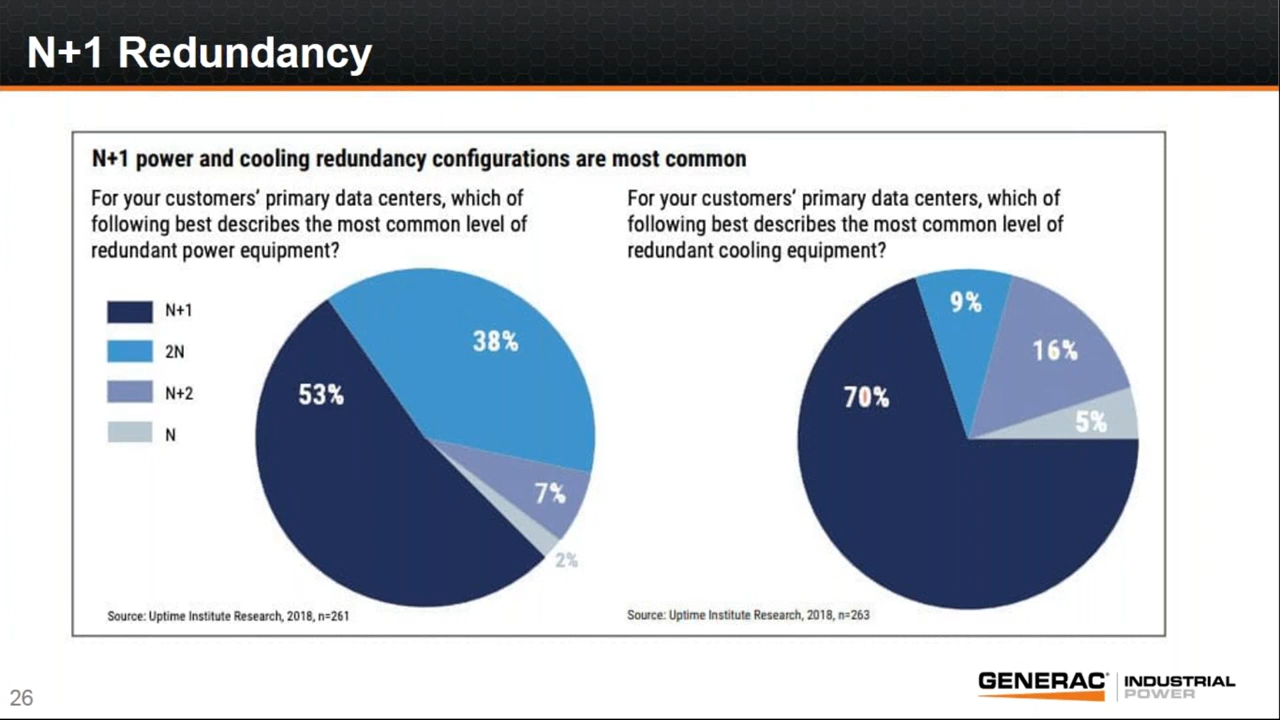 N+1 Redundancy
N+1 power and cooling redundancy configurations are most common
For your customers' primary data centers, which of
following best describes the most common level of
redundant power equipment?
N+1
2N
N+2
N
53%
38%
7%
2%
Source: Uptime Institute Research, 2018, n=261
For your customers' primary data centers, which of
following best describes the most common level of
redundant cooling equipment?
70%
9%
16%
5%
Source: Uptime Institute Research, 2018, n=263
26
GENERAC
INDUSTRIAL
POWER